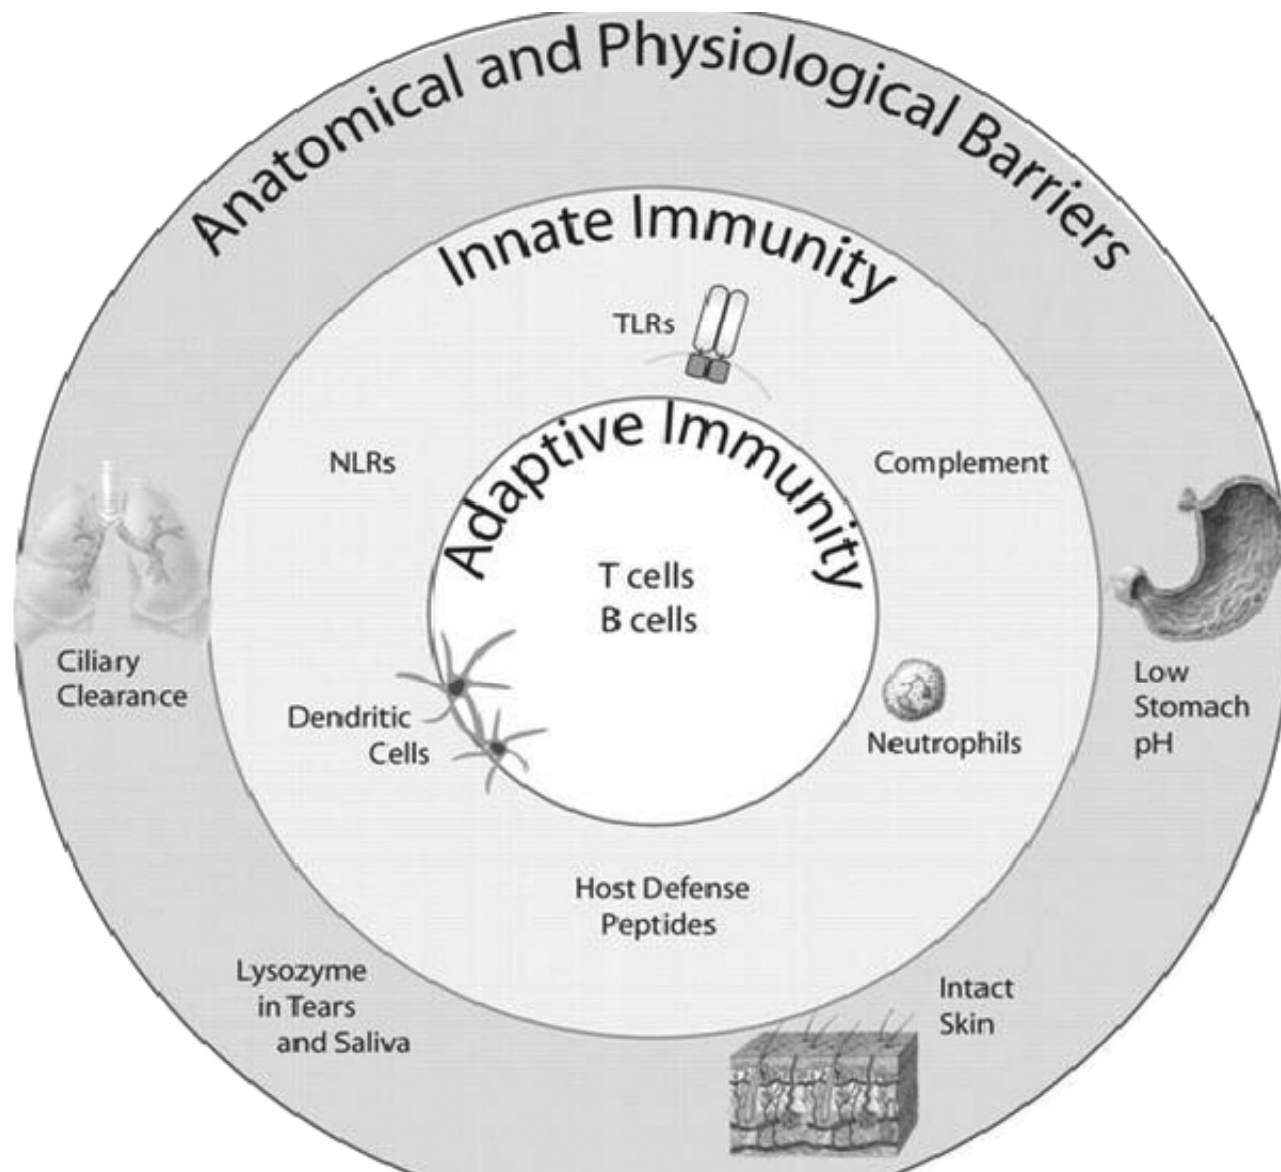 Anatomical and Physiological Barriers
Innate Immunity
TLRs
Adaptive Immunity
NLRs
Complement
T cells
B cells
Ciliary
Clearance
Low
Stomach
pH
Dendritic
Cells
Neutrophils
Host Defense
Peptides
Lysozyme
in Tears
and Saliva
Intact
Skin